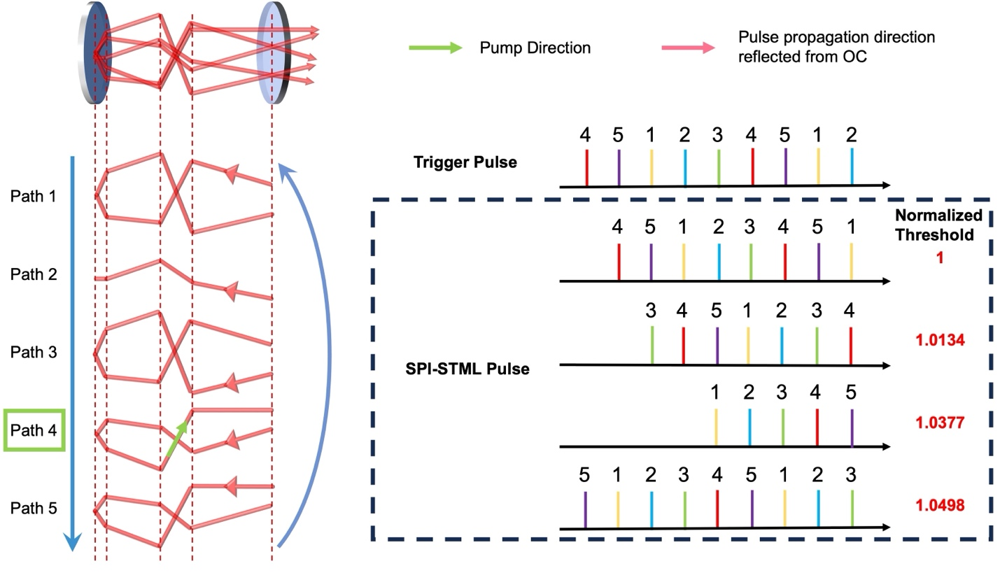 Pump Direction
Pulse propagation direction
reflected from OC
Path 1
Path 2
Path 3
Path 4
Path 5
Trigger Pulse
4 5 1 2 3 4 5 1 2
Normalized
Threshold
4 5 1 2 3 4 5 1
1
3 4 5 1 2 3 4
1.0134
SPI-STML Pulse
1 2 3 4 5
1.0377
5 1 2 3 4 5 1 2 3
1.0498